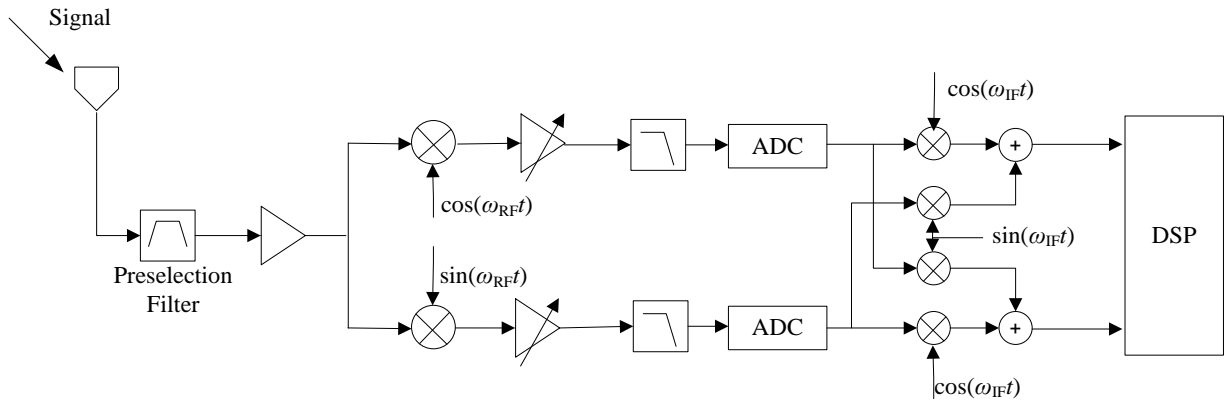 Signal
cos(ω_IF t)
ADC
+
cos(ω_RF t)
Preselection
Filter
sin(ω_IF t)
DSP
sin(ω_RF t)
ADC
+
cos(ω_IF t)